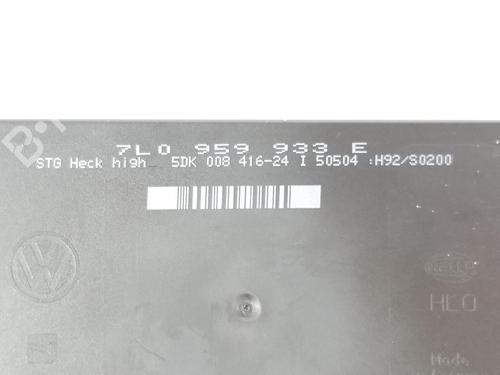 7L0 959 933 E
STG Heck high 5DK 008 416-24 I 50504 :H92/S0200
HELLA
HLO
Made